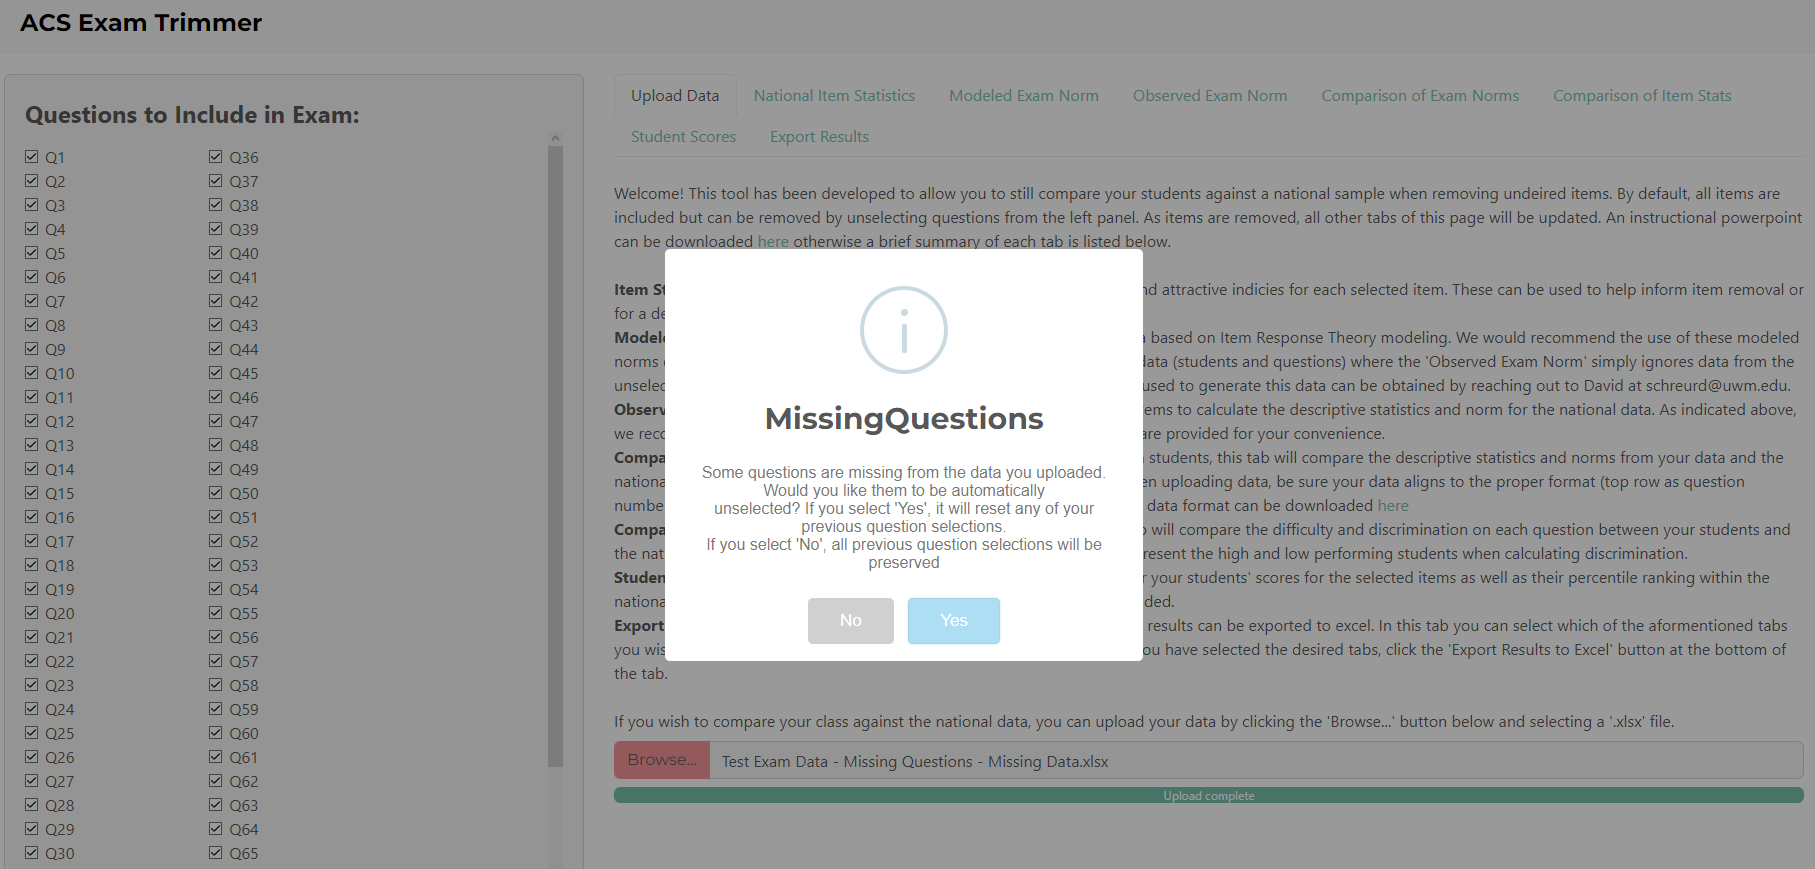 ACS Exam Trimmer
Questions to Include in Exam:
Q1
Q2
Q3
Q4
Q5
Q6
Q7
Q8
Q9
Q10
Q11
Q12
Q13
Q14
Q15
Q16
Q17
Q18
Q19
Q20
Q21
Q22
Q23
Q24
Q25
Q26
Q27
Q28
Q29
Q30
Q36
Q37
Q38
Q39
Q40
Q41
Q42
Q43
Q44
Q45
Q46
Q47
Q48
Q49
Q50
Q51
Q52
Q53
Q54
Q55
Q56
Q57
Q58
Q59
Q60
Q61
Q62
Q63
Q64
Q65
Upload Data National Item Statistics Modeled Exam Norm Observed Exam Norm Comparison of Exam Norms Comparison of Item Stats
Student Scores Export Results
Welcome! This tool has been developed to allow you to still compare your students against a national sample when removing undeired items. By default, all items are
included but can be removed by unselecting questions from the left panel. As items are removed, all other tabs of this page will be updated. An instructional powerpoint
can be downloaded here otherwise a brief summary of each tab is listed below.
Item attractive indicies for each selected item. These can be used to help inform item removal or
for a
based on Item Response Theory modeling. We would recommend the use of these modeled
norms data (students and questions) where the 'Observed Exam Norm' simply ignores data from the
used to generate this data can be obtained by reaching out to David at schreurd@uwm.edu.
to calculate the descriptive statistics and norm for the national data. As indicated above,
we are provided for your convenience.
students, this tab will compare the descriptive statistics and norms from your data and the
uploading data, be sure your data aligns to the proper format (top row as question
data format can be downloaded here
will compare the difficulty and discrimination on each question between your students and
the the high and low performing students when calculating discrimination.
your students' scores for the selected items as well as their percentile ranking within the
Export results can be exported to excel. In this tab you can select which of the aformentioned tabs
you have selected the desired tabs, click the 'Export Results to Excel' button at the bottom of
the tab.
If you wish to compare your class against the national data, you can upload your data by clicking the 'Browse...' button below and selecting a '.xlsx' file.
Browse... Test Exam Data - Missing Questions - Missing Data.xlsx
Upload complete
MissingQuestions
Some questions are missing from the data you uploaded.
Would you like them to be automatically
unselected? If you select 'Yes', it will reset any of your
previous question selections.
If you select 'No', all previous question selections will be
preserved
No Yes